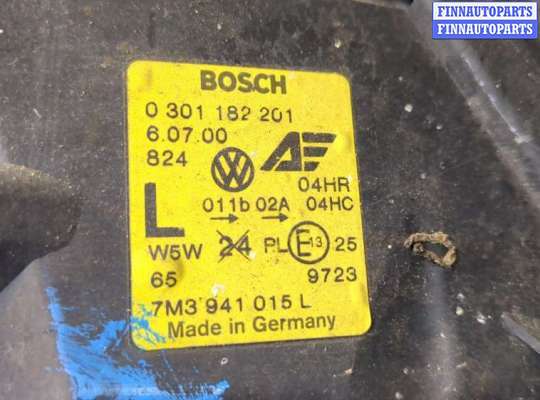 FINNAUTOPARTS
FINNAUTOPARTS
BOSCH
0 301 182 201
6.07.00
824
04HR
L 011b 02A 04HC
W5W 24 PL E13 25
65 9723
7M3 941 015 L
Made in Germany